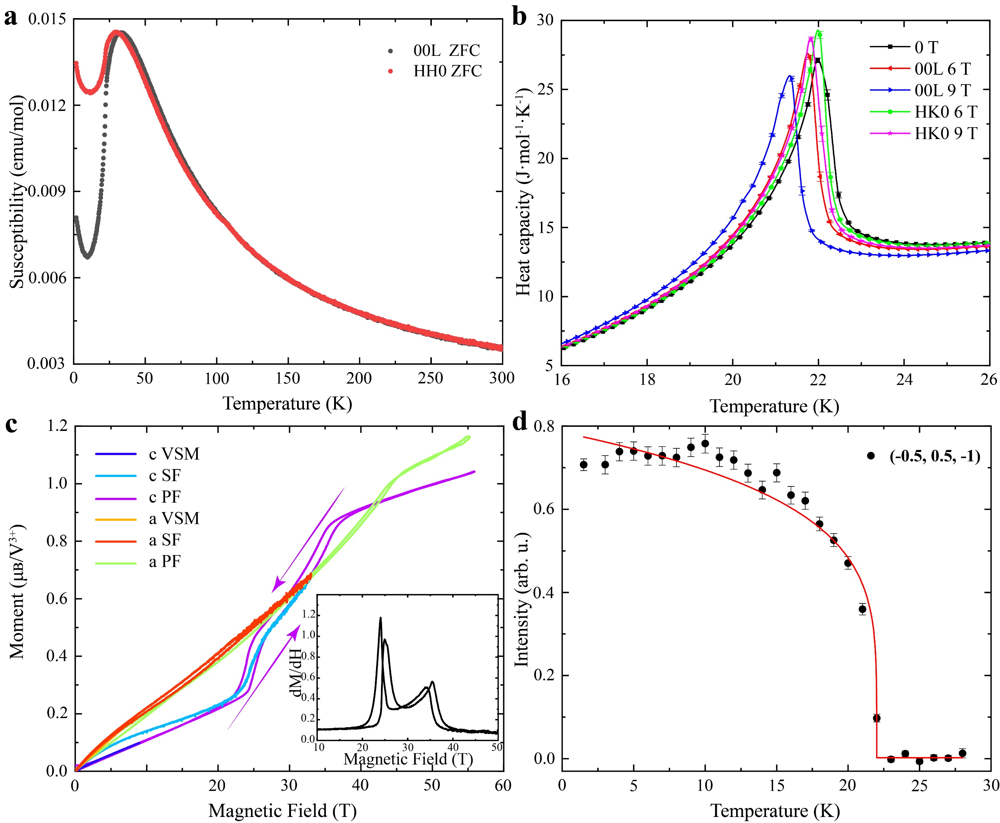 a
0.015
0.012
0.009
0.006
0.003
Susceptibility (emu/mol)
00L ZFC
HH0 ZFC
0 50 100 150 200 250 300
Temperature (K)
b
30
25
20
15
10
5
Heat capacity (J·mol-1·K-1)
0 T
00L 6 T
00L 9 T
HK0 6 T
HK0 9 T
16 18 20 22 24 26
Temperature (K)
c
1.2
1.0
0.8
0.6
0.4
0.2
0.0
Moment (μB/V3+)
c VSM
c SF
c PF
a VSM
a SF
a PF
1.2
1.0
0.8
0.6
0.4
0.2
0.0
dM/dH
10 20 30 40 50
Magnetic Field (T)
0 20 30 40 50 60
Magnetic Field (T)
d
0.8
0.6
0.4
0.2
0.0
Intensity (arb. u.)
(-0.5, 0.5, -1)
0 5 10 15 20 25 30
Temperature (K)